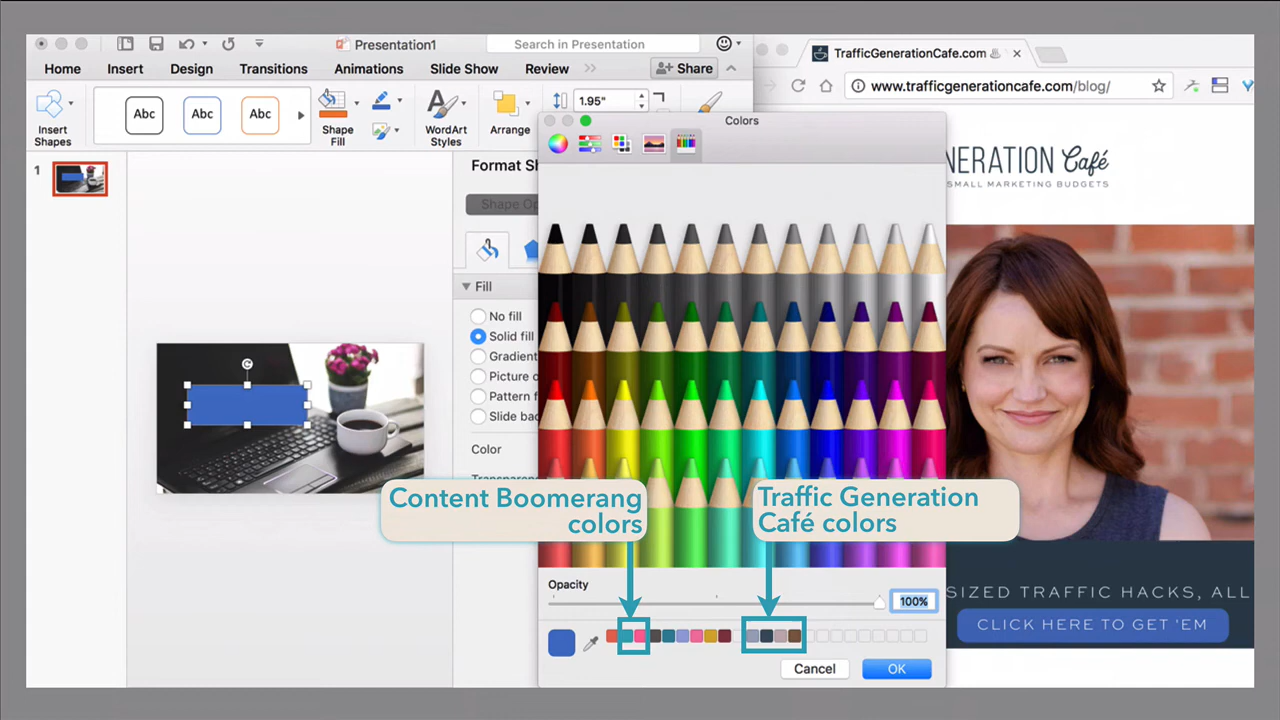 Presentation1
Search in Presentation
Home Insert Design Transitions Animations Slide Show Review >> Share
Insert Shapes
Abc Abc Abc
Shape Fill
WordArt Styles
Arrange
1.95"
TrafficGenerationCafe.com
www.trafficgenerationcafe.com/blog/
Colors
1
Format Sh
Shape Op
Fill
No fill
Solid fill
Gradient
Picture o
Pattern f
Slide bac
Color
NERATION Café
SMALL MARKETING BUDGETS
Content Boomerang
colors
Traffic Generation
Café colors
Opacity
100%
Cancel OK
SIZED TRAFFIC HACKS, ALL
CLICK HERE TO GET 'EM